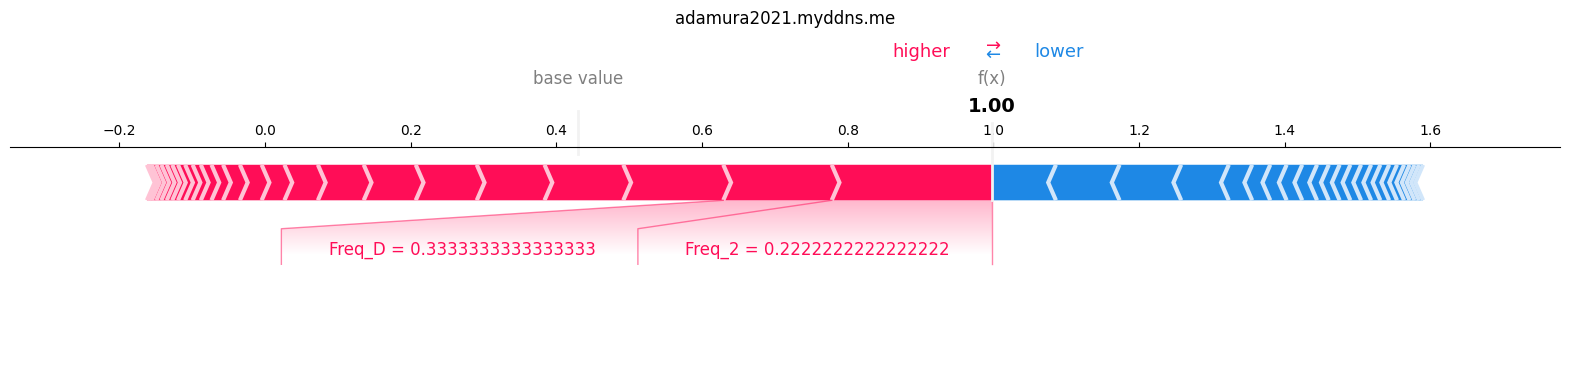 adamura2021.myddns.me
higher ⇄ lower
base value f(x)
1.00
−0.2 0.0 0.2 0.4 0.6 0.8 1.0 1.2 1.4 1.6
Freq_D = 0.3333333333333333 Freq_2 = 0.2222222222222222